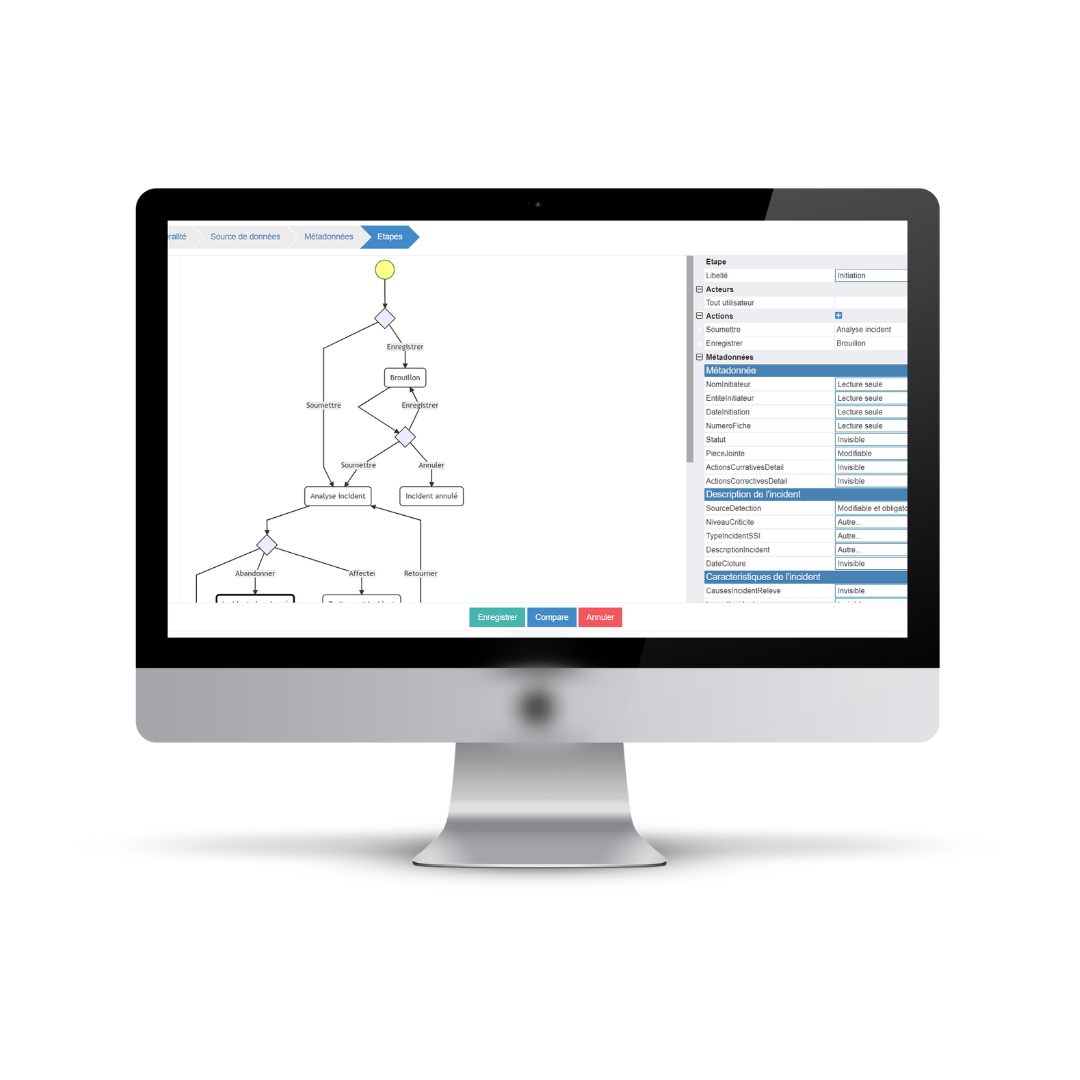 Source de données Métadonnées Etapes
Enregistrer
Brouillon
Soumettre Enregistrer
Soumettre Annuler
Analyse incident Incident annulé
Abandonner Affecter Retourner
Etape
Libellé Initiation
Acteurs
Tout utilisateur
Actions
Soumettre Analyse incident
Enregistrer Brouillon
Métadonnées
Métadonnée
NomInitiateur Lecture seule
EntiteInitiateur Lecture seule
DateInitiation Lecture seule
NumeroFiche Lecture seule
Statut Invisible
PieceJointe Modifiable
ActionsCurrativesDetail Invisible
ActionsCorrectivesDetail Invisible
Description de l'incident
SourceDetection Modifiable et obligato
NiveauCriticite Autre...
TypeIncidentSSI Autre...
DescriptionIncident Autre...
DateCloture Invisible
Caracteristiques de l'incident
CausesIncidentReleve Invisible
Enregistrer Compare Annuler